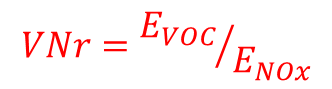 VNr = E_VOC/E_NOx